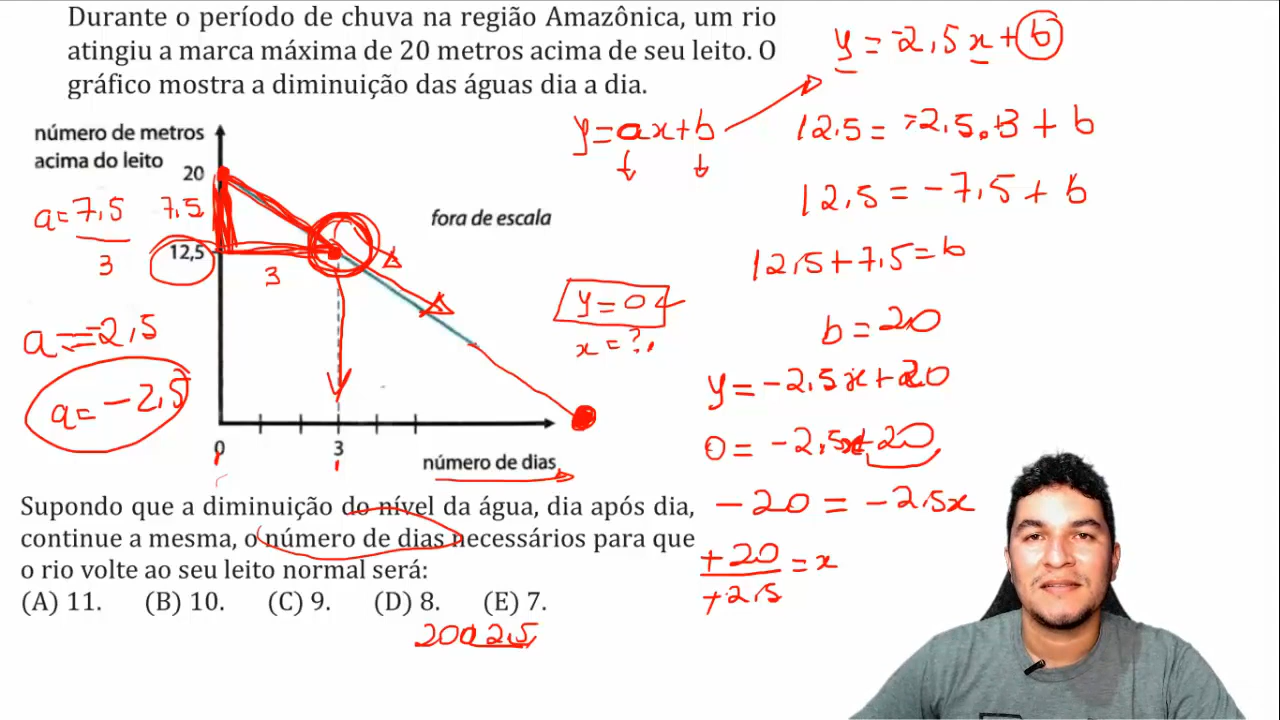 Durante o período de chuva na região Amazônica, um rio
atingiu a marca máxima de 20 metros acima de seu leito. O
gráfico mostra a diminuição das águas dia a dia.
número de metros
acima do leito
20
12,5
fora de escala
0
3
número de dias
a=7,5
3
7,5
3
a=-2,5
a=-2,5
y=ax+b
y=0
x=?
Supondo que a diminuição do nível da água, dia após dia,
continue a mesma, o número de dias necessários para que
o rio volte ao seu leito normal será:
(A) 11. (B) 10. (C) 9. (D) 8. (E) 7.
y=-2,5x+b
12,5=-2,5.3+b
12,5=-7,5+b
12,5+7,5=b
b=20
y=-2,5x+20
0=-2,5x+20
-20=-2,5x
+20
+2,5
=x